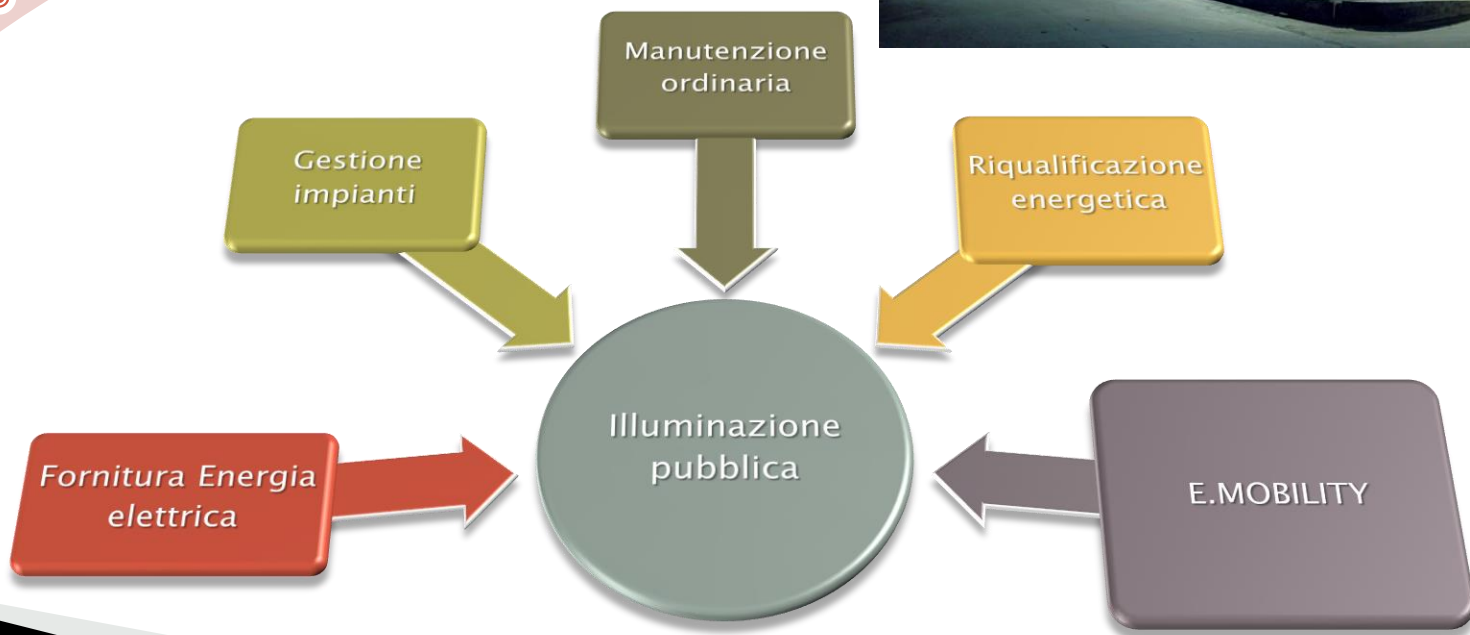 Manutenzione
ordinaria
Gestione
impianti
Riqualificazione
energetica
Illuminazione
pubblica
Fornitura Energia
elettrica
E.MOBILITY